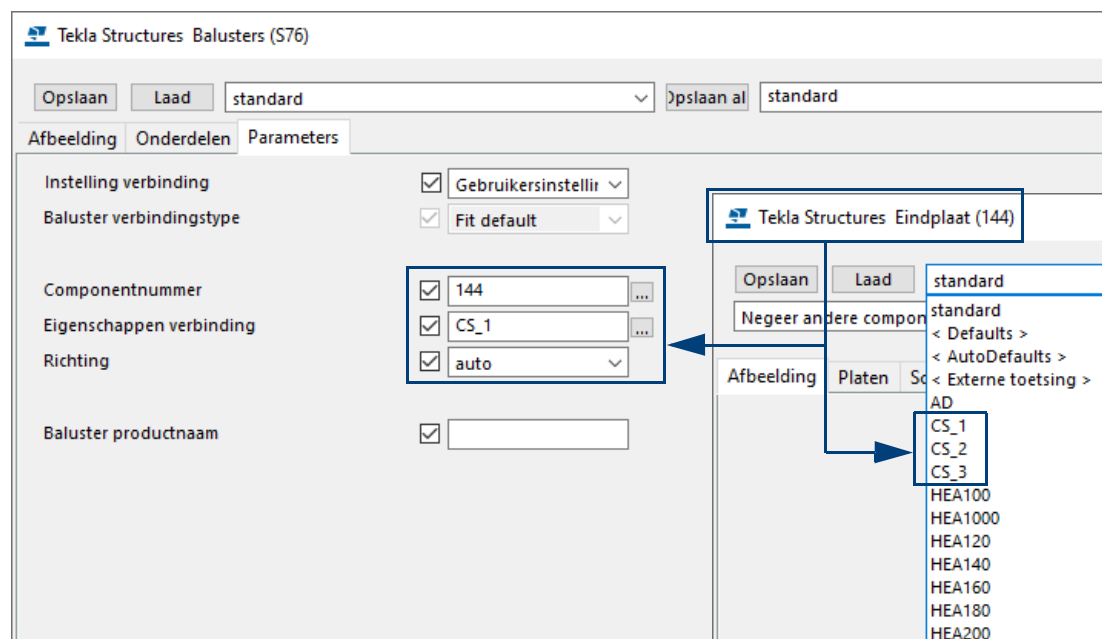 Tekla Structures Balusters (S76)
Opslaan Laad standard Opslaan al standard
Afbeelding Onderdelen Parameters
Instelling verbinding Gebruikersinstellin
Baluster verbindingstype Fit default
Componentnummer 144 ...
Eigenschappen verbinding CS_1 ...
Richting auto
Baluster productnaam
Tekla Structures Eindplaat (144)
Opslaan Laad standard
Negeer andere compon
Afbeelding Platen Sc
standard
< Defaults >
< AutoDefaults >
< Externe toetsing >
AD
CS_1
CS_2
CS_3
HEA100
HEA1000
HEA120
HEA140
HEA160
HEA180
HEA200